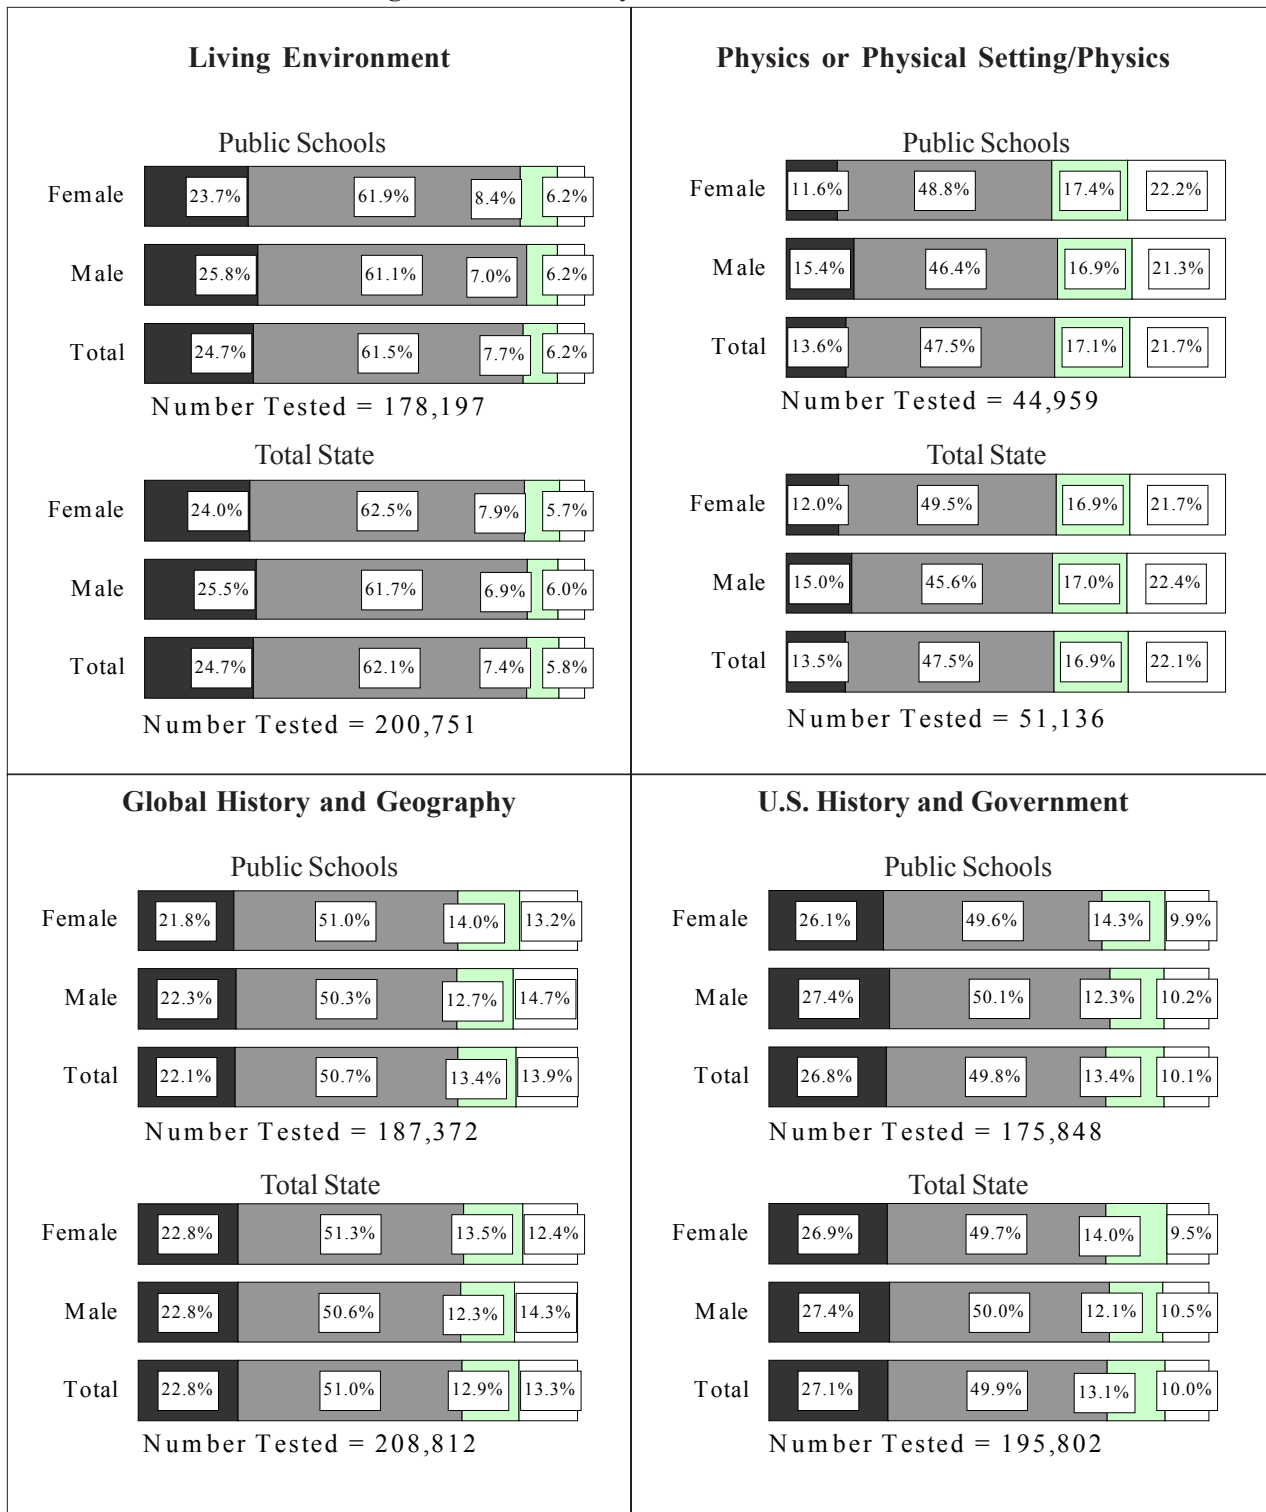 Living Environment
Public Schools
Female 23.7% 61.9% 8.4% 6.2%
Male 25.8% 61.1% 7.0% 6.2%
Total 24.7% 61.5% 7.7% 6.2%
Number Tested = 178,197
Total State
Female 24.0% 62.5% 7.9% 5.7%
Male 25.5% 61.7% 6.9% 6.0%
Total 24.7% 62.1% 7.4% 5.8%
Number Tested = 200,751
Physics or Physical Setting/Physics
Public Schools
Female 11.6% 48.8% 17.4% 22.2%
Male 15.4% 46.4% 16.9% 21.3%
Total 13.6% 47.5% 17.1% 21.7%
Number Tested = 44,959
Total State
Female 12.0% 49.5% 16.9% 21.7%
Male 15.0% 45.6% 17.0% 22.4%
Total 13.5% 47.5% 16.9% 22.1%
Number Tested = 51,136
Global History and Geography
Public Schools
Female 21.8% 51.0% 14.0% 13.2%
Male 22.3% 50.3% 12.7% 14.7%
Total 22.1% 50.7% 13.4% 13.9%
Number Tested = 187,372
Total State
Female 22.8% 51.3% 13.5% 12.4%
Male 22.8% 50.6% 12.3% 14.3%
Total 22.8% 51.0% 12.9% 13.3%
Number Tested = 208,812
U.S. History and Government
Public Schools
Female 26.1% 49.6% 14.3% 9.9%
Male 27.4% 50.1% 12.3% 10.2%
Total 26.8% 49.8% 13.4% 10.1%
Number Tested = 175,848
Total State
Female 26.9% 49.7% 14.0% 9.5%
Male 27.4% 50.0% 12.1% 10.5%
Total 27.1% 49.9% 13.1% 10.0%
Number Tested = 195,802